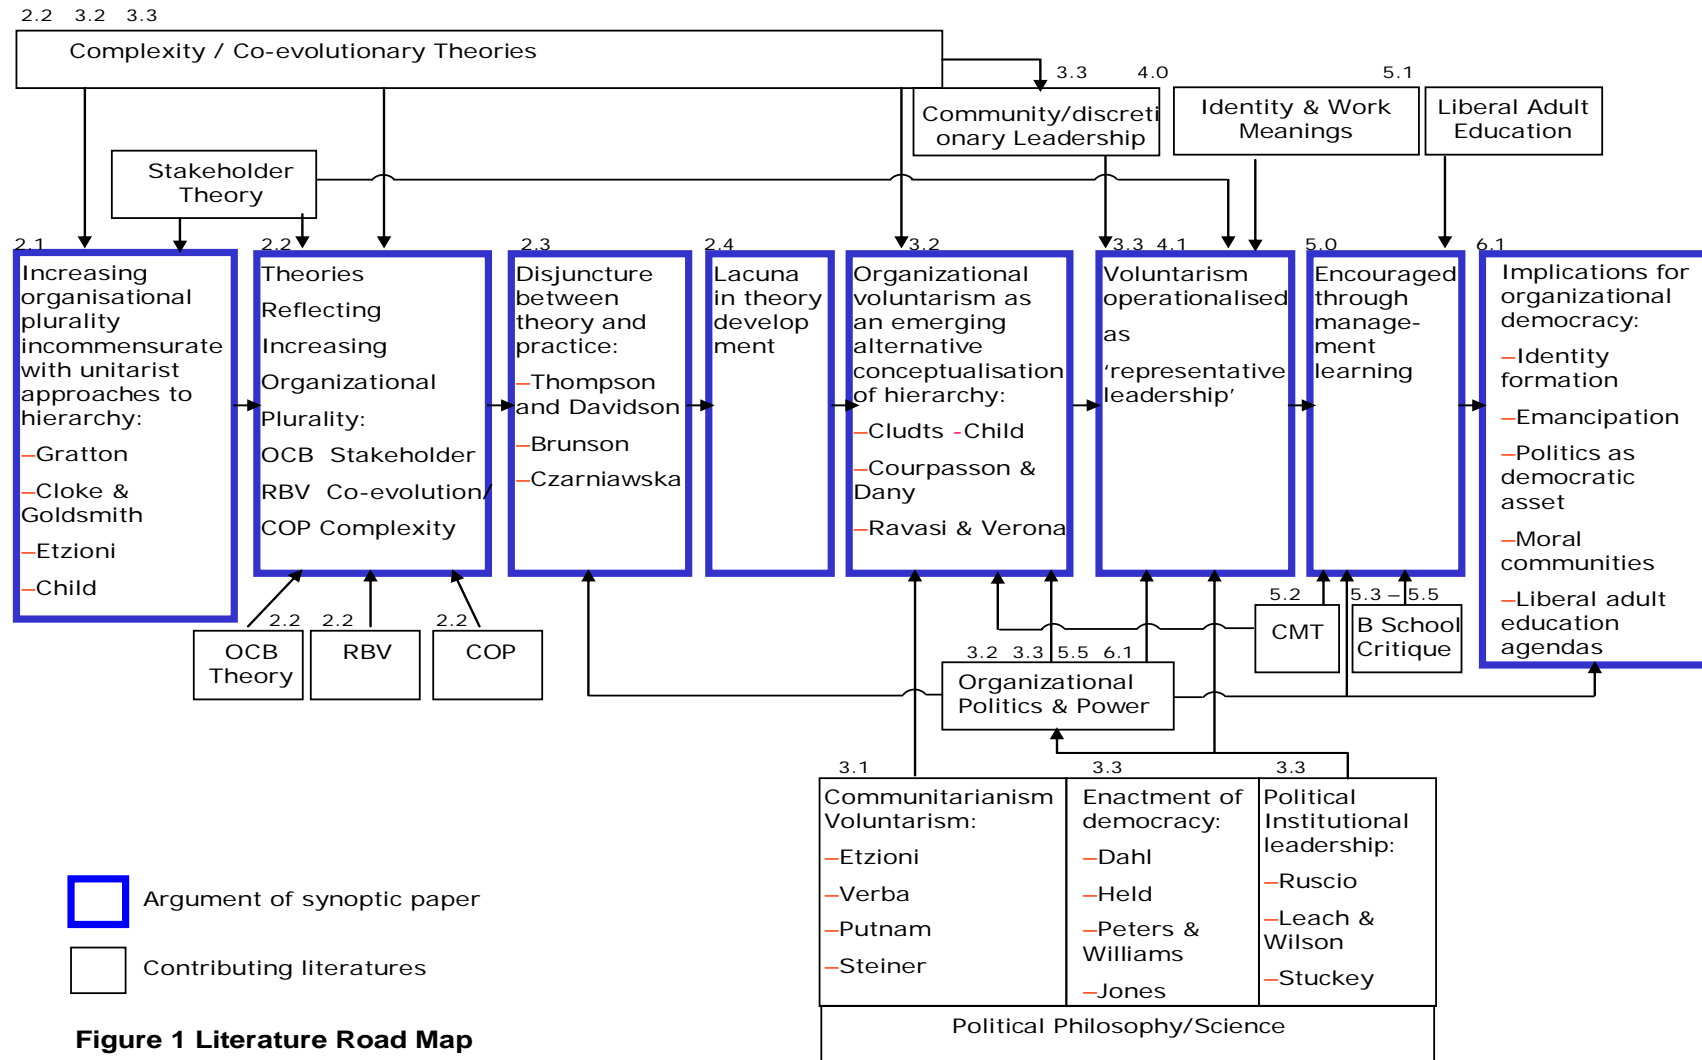 2.2 3.2 3.3
Complexity / Co-evolutionary Theories
3.3 4.0 5.1
Community/discreti
onary Leadership
Identity & Work
Meanings
Liberal Adult
Education
Stakeholder
Theory
2.1
Increasing
organisational
plurality
incommensurate
with unitarist
approaches to
hierarchy:
–Gratton
–Cloke &
Goldsmith
–Etzioni
–Child
2.2
Theories
Reflecting
Increasing
Organizational
Plurality:
OCB Stakeholder
RBV Co-evolution/
COP Complexity
2.3
Disjuncture
between
theory and
practice:
–Thompson
and Davidson
–Brunson
–Czarniawska
2.4
Lacuna
in theory
develop
ment
3.2
Organizational
voluntarism as
an emerging
alternative
conceptualisation
of hierarchy:
–Cludts -Child
–Courpasson &
Dany
–Ravasi & Verona
3.3 4.1
Voluntarism
operationalised
as
‘representative
leadership’
5.0
Encouraged
through
manage-
ment
learning
6.1
Implications for
organizational
democracy:
–Identity
formation
–Emancipation
–Politics as
democratic
asset
–Moral
communities
–Liberal adult
education
agendas
2.2
OCB
Theory
2.2
RBV
2.2
COP
5.2
CMT
5.3 – 5.5
B School
Critique
3.2 3.3 5.5 6.1
Organizational
Politics & Power
3.1
Communitarianism
Voluntarism:
–Etzioni
–Verba
–Putnam
–Steiner
3.3
Enactment of
democracy:
–Dahl
–Held
–Peters &
Williams
–Jones
3.3
Political
Institutional
leadership:
–Ruscio
–Leach &
Wilson
–Stuckey
Political Philosophy/Science
Argument of synoptic paper
Contributing literatures
Figure 1 Literature Road Map